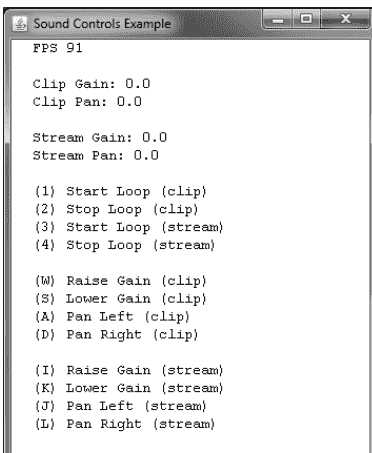 Sound Controls Example
FPS 91
Clip Gain: 0.0
Clip Pan: 0.0
Stream Gain: 0.0
Stream Pan: 0.0
(1) Start Loop (clip)
(2) Stop Loop (clip)
(3) Start Loop (stream)
(4) Stop Loop (stream)
(W) Raise Gain (clip)
(S) Lower Gain (clip)
(A) Pan Left (clip)
(D) Pan Right (clip)
(I) Raise Gain (stream)
(K) Lower Gain (stream)
(J) Pan Left (stream)
(L) Pan Right (stream)